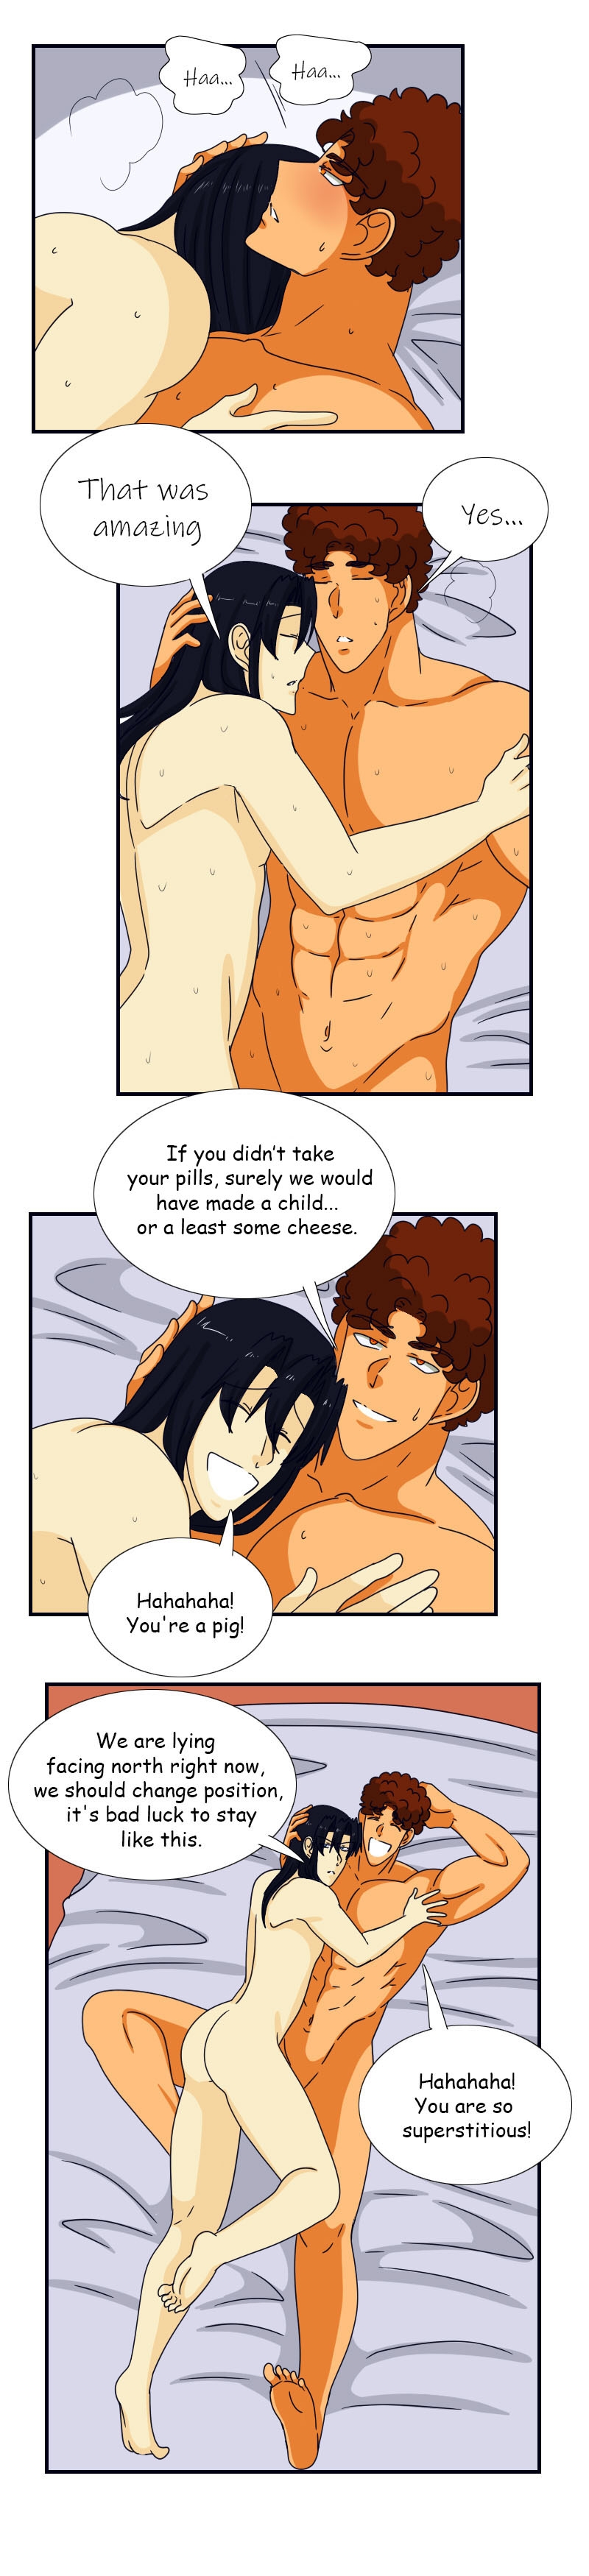 Haa...
Haa...
That was
amazing
Yes...
If you didn't take
your pills, surely we would
have made a child...
or a least some cheese.
Hahahaha!
You're a pig!
We are lying
facing north right now,
we should change position,
it's bad luck to stay
like this.
Hahahaha!
You are so
superstitious!